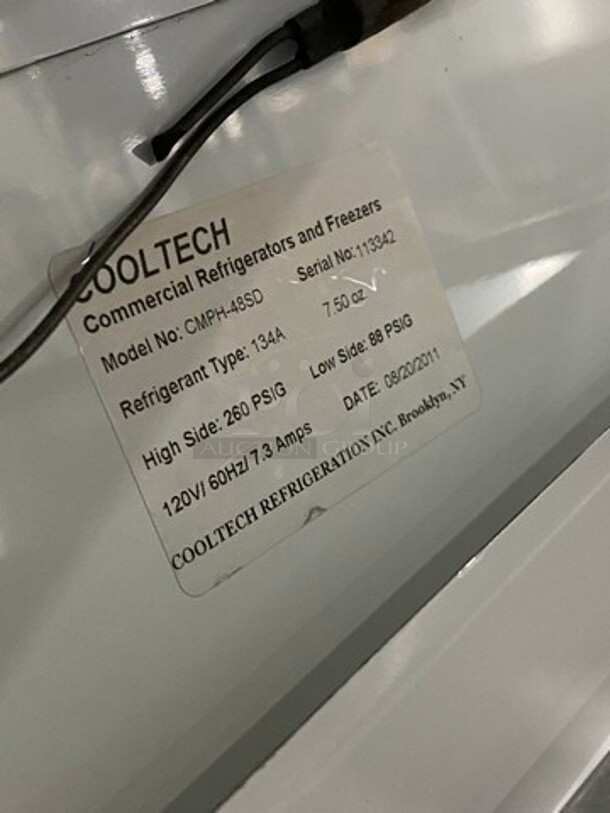 COOLTECH
Commercial Refrigerators and Freezers
Model No: CMPH-48SD Serial No: 113342
Refrigerant Type: 134A 7.50 oz
High Side: 260 PSIG Low Side: 88 PSIG
120V/ 60Hz/ 7.3 Amps DATE: 08/20/2011
COOLTECH REFRIGERATION INC. Brooklyn, NY
AUCTION GROUP